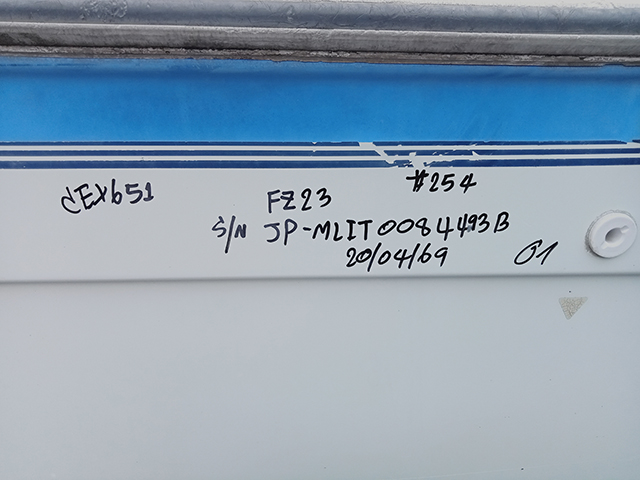 #254
CEX651 FZ23
S/N JP-MLIT0084493B
20/04/69 01